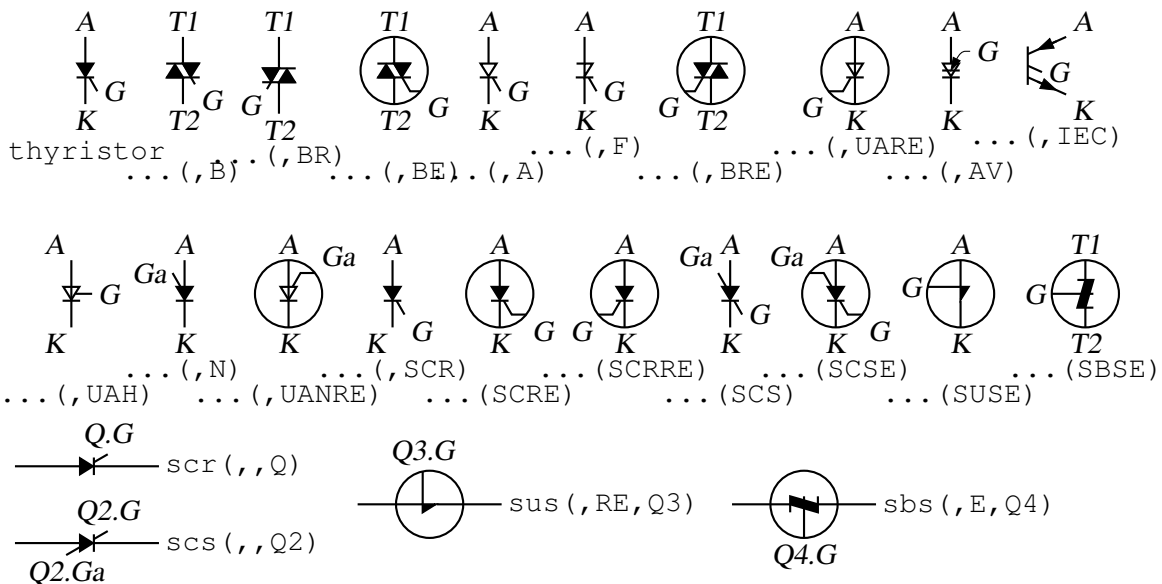 A T1 T1 T1 A A T1 A A A
G G G G G G G G G G
K T2 T2 T2 K K T2 K K K
thyristor ...(,BR) ...(,F) ...(,UARE) ...(,IEC)
...(,B) ...(,BE) ...(,A) ...(,BRE) ...(,AV)
A A A A A A A A A T1
G Ga Ga G G G Ga G Ga G G G
K K K K K K K K K T2
...(,N) ...(,SCR) ...(SCRRE) ...(SCSE) ...(SBSE)
...(,UAH) ...(,UANRE) ...(SCRE) ...(SCS) ...(SUSE)
Q.G
scr(,,Q)
Q2.G
scs(,,Q2)
Q2.Ga
Q3.G
sus(,RE,Q3)
sbs(,E,Q4)
Q4.G